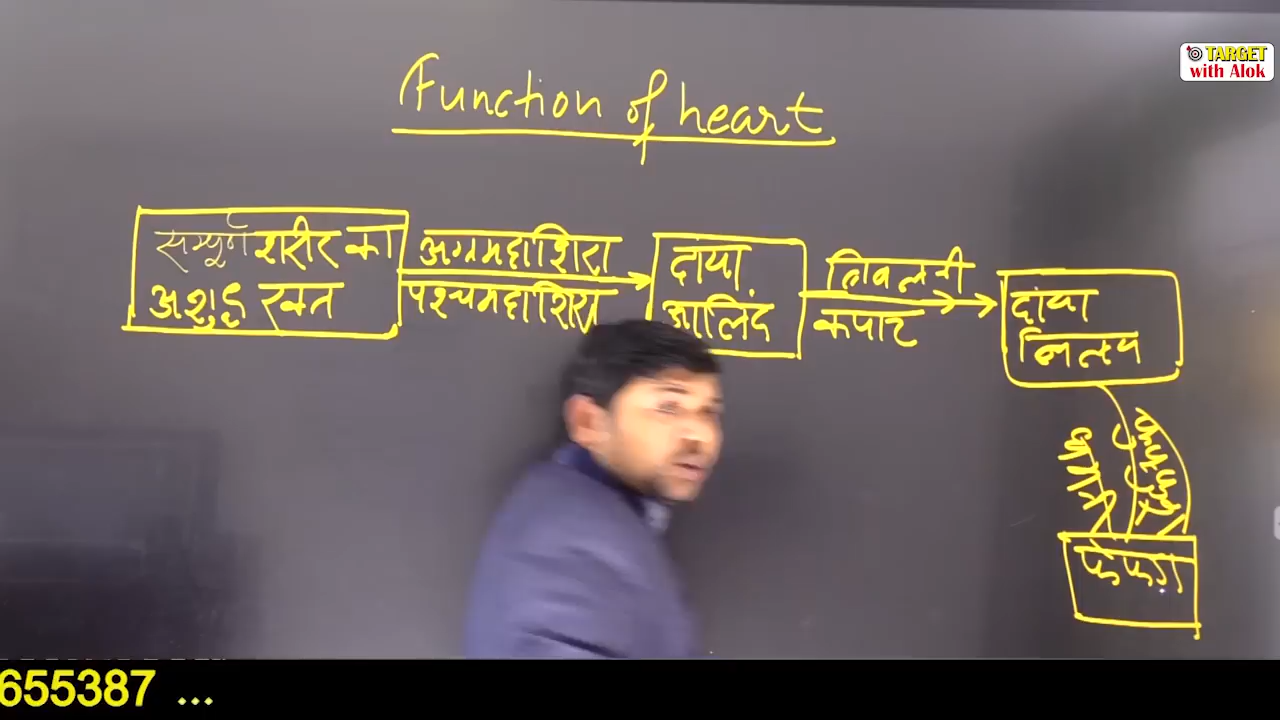 TARGET
with Alok
Function of heart
सम्पूर्ण शरीर का
अशुद्ध रक्त
अग्रमहाशिरा
पश्चमहाशिरा
दांया
आलिंद
त्रिवलनी
कपाट
दांया
निलय
फुफ्फुस
धमनी
655387 ...